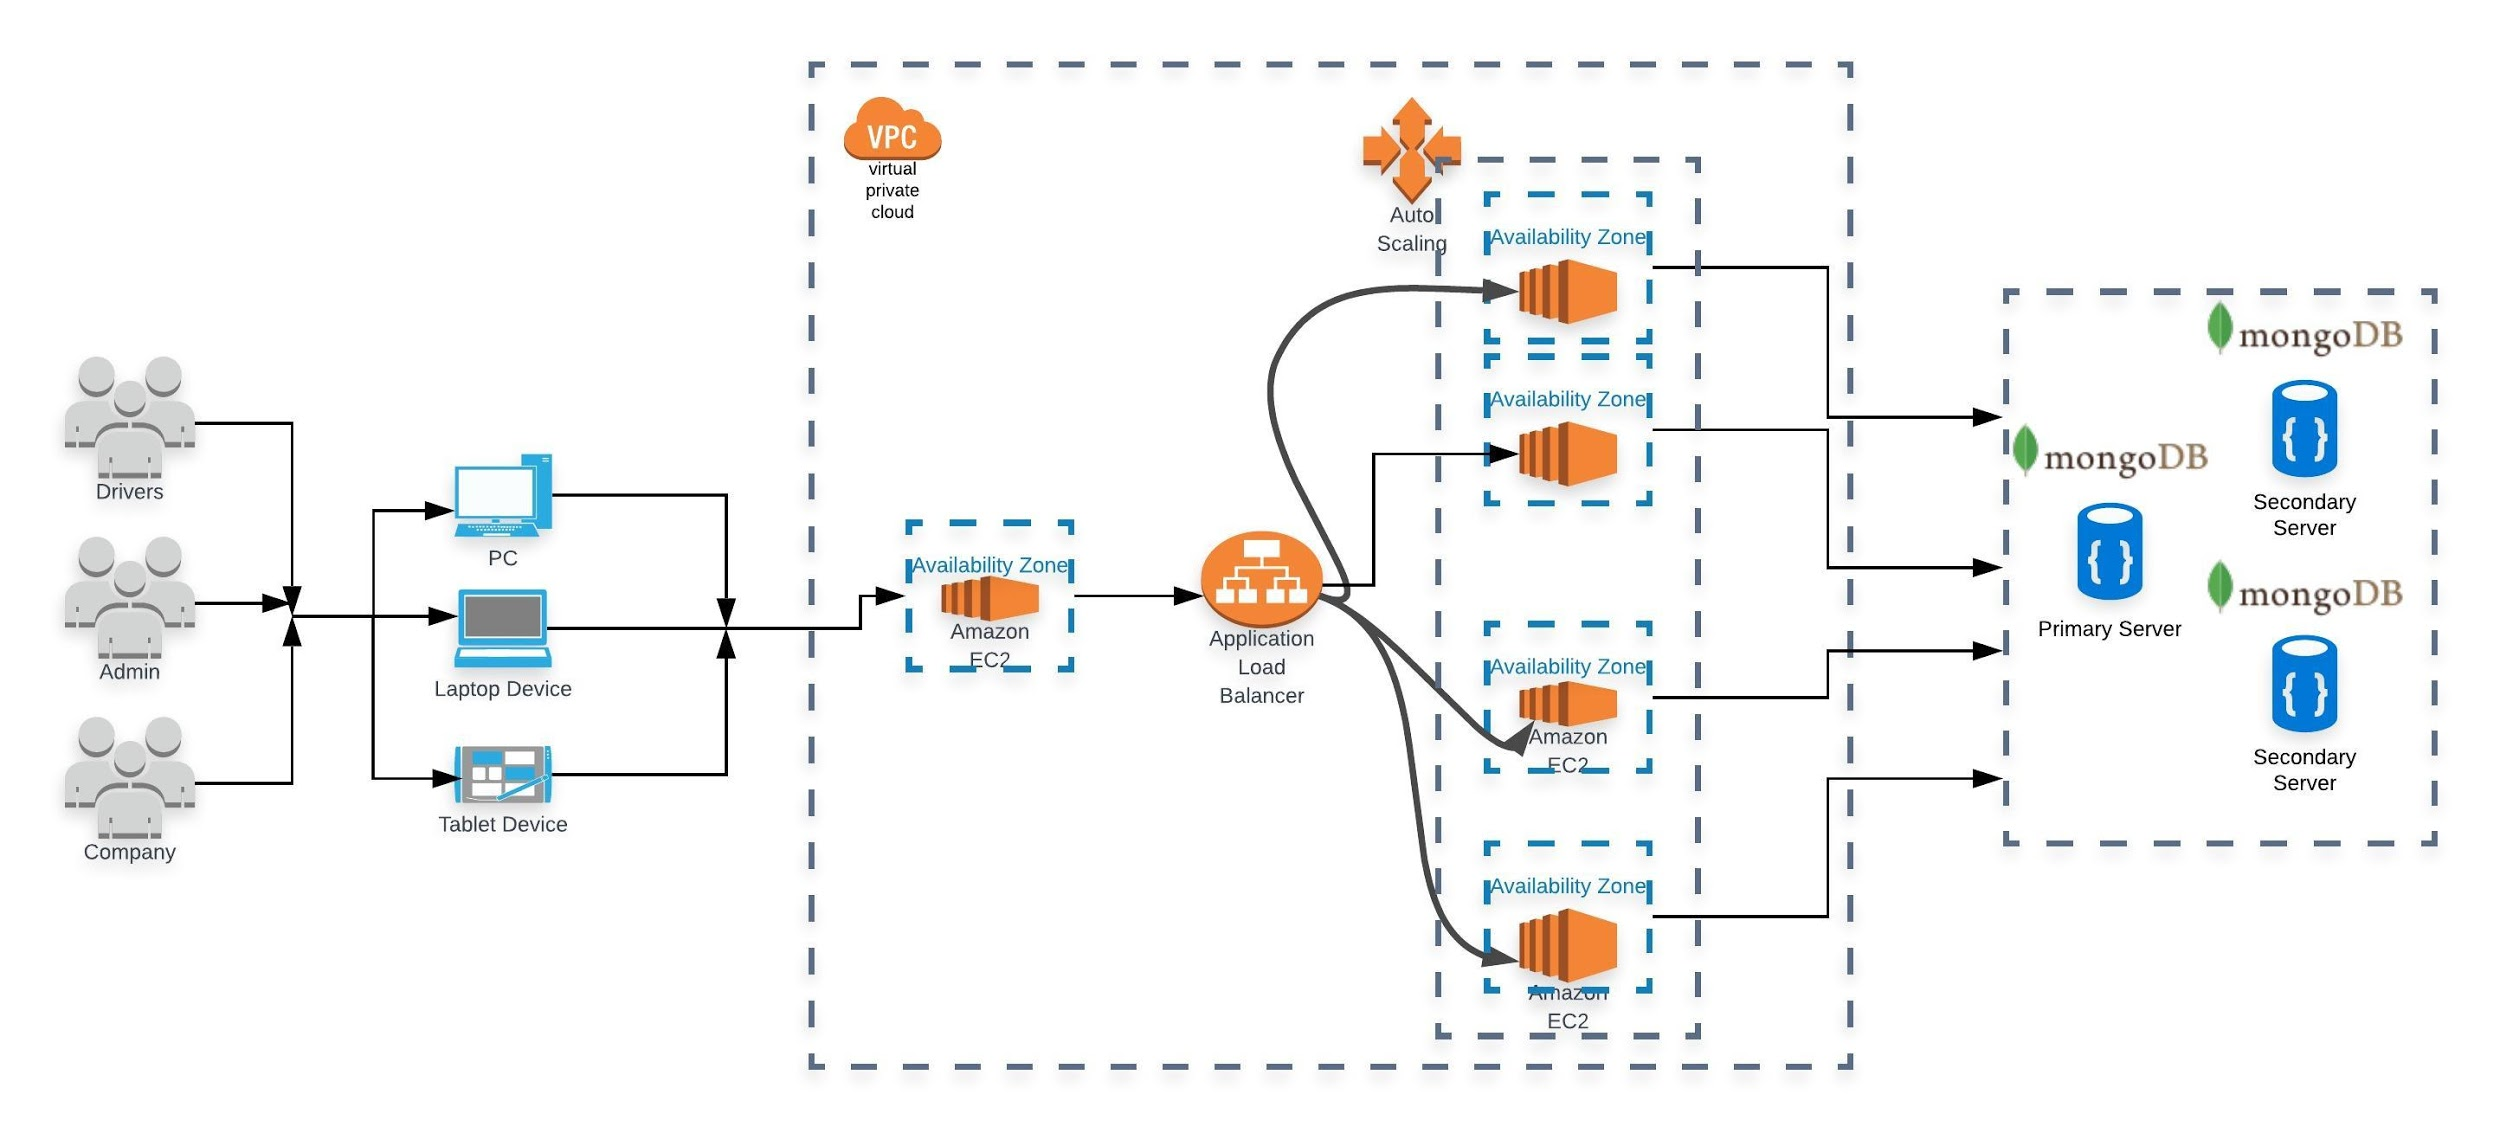 Drivers
Admin
Company
PC
Laptop Device
Tablet Device
VPC
virtual
private
cloud
Availability Zone
Amazon
EC2
Application
Load
Balancer
Auto
Scaling
Availability Zone
Availability Zone
Availability Zone
Amazon
EC2
Availability Zone
Amazon
EC2
mongoDB
Primary Server
mongoDB
Secondary
Server
mongoDB
Secondary
Server